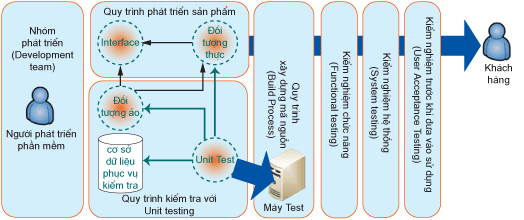 Nhóm
phát triển
(Development
team)
Người phát triển
phần mềm
Quy trình phát triển sản phẩm
Interface
Đối
tượng
thực
Đối
tượng ảo
cơ sở
dữ liệu
phục vụ
kiểm tra
Unit Test
Quy trình kiểm tra với
Unit testing
Quy trình
xây dựng mã nguồn
(Build Process)
Máy Test
Kiểm nghiệm chức năng
(Functional testing)
Kiểm nghiệm hệ thống
(System testing)
Kiểm nghiệm trước khi đưa vào sử dụng
(User Acceptance Testing)
Khách
hàng